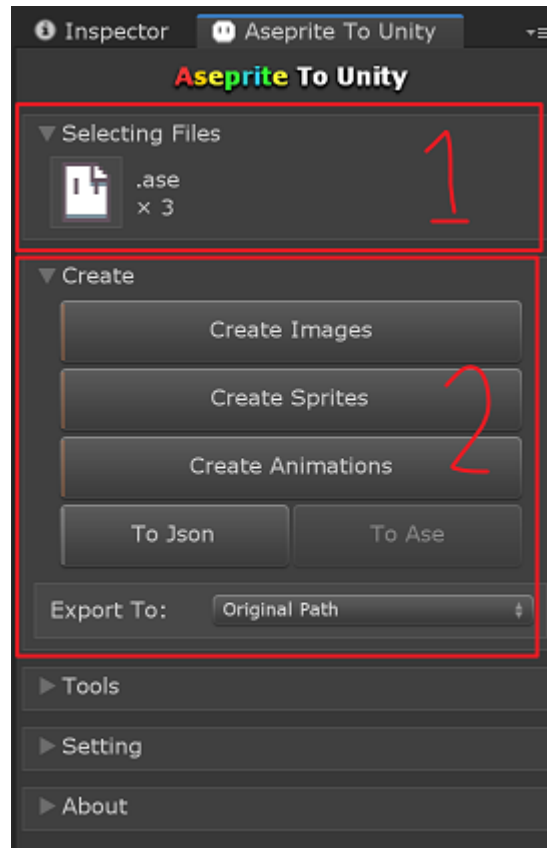 Inspector
Aseprite To Unity
Aseprite To Unity
Selecting Files
.ase
× 3
1
Create
Create Images
Create Sprites
2
Create Animations
To Json
To Ase
Export To:
Original Path
Tools
Setting
About